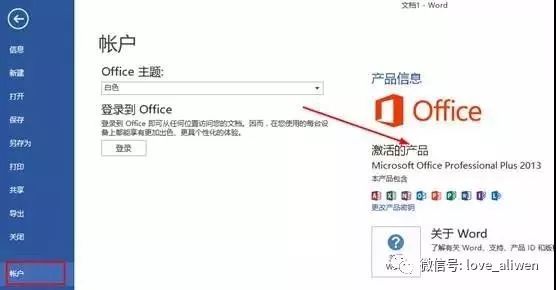 文档1 - Word
信息
新建
打开
保存
另存为
打印
共享
导出
关闭
帐户
帐户
Office 主题:
白色
登录到 Office
登录到 Office 即可从任何位置访问您的文档。因而，在您使用的每台设
备上都能享有更加出色、更具个性化的体验。
登录
产品信息
Office
激活的产品
Microsoft Office Professional Plus 2013
本产品包含
更改产品密钥
关于 Word
了解有关 Word、支持、产品 ID 和版
微信号: love_aliwen